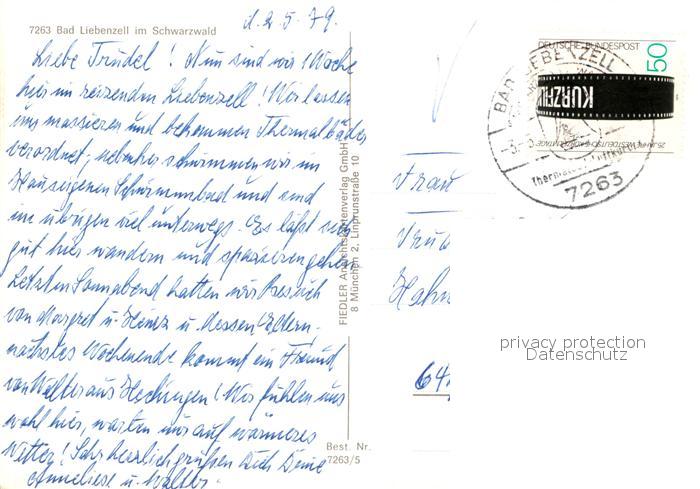 d. 2. 5. 79.
7263 Bad Liebenzell im Schwarzwald
Liebe Trudel! Nun sind wir 1 Woche
hier im reizenden Liebenzell! Wir lassen
uns massieren und bekommen Thermalbäder
verordnet, nebenher schwimmen wir im
Hauseigenen Schwimmbad und sind
im übrigen viel unterwegs. Es läßt sich
gut hier wandern und spazierengehen.
Letzten Sonnabend hatten wir Besuch
von Margret u. Heinz u. dessen Eltern.
nächstes Wochenende kommt ein Freund
von Walter aus Hechingen! Wir fühlen uns
wohl hier, warten nur auf wärmeres
Wetter! Sehr herzlich grüßen Dich Deine
Anneliese u. Walter.
FIEDLER Ansichtskartenverlag GmbH
8 München 2, Linprunstraße 10
Best. Nr.
7263/5
DEUTSCHE BUNDESPOST
50
KURZFILM
BAD LIEBENZELL
7263
Frau
Hahn
64
privacy protection
Datenschutz